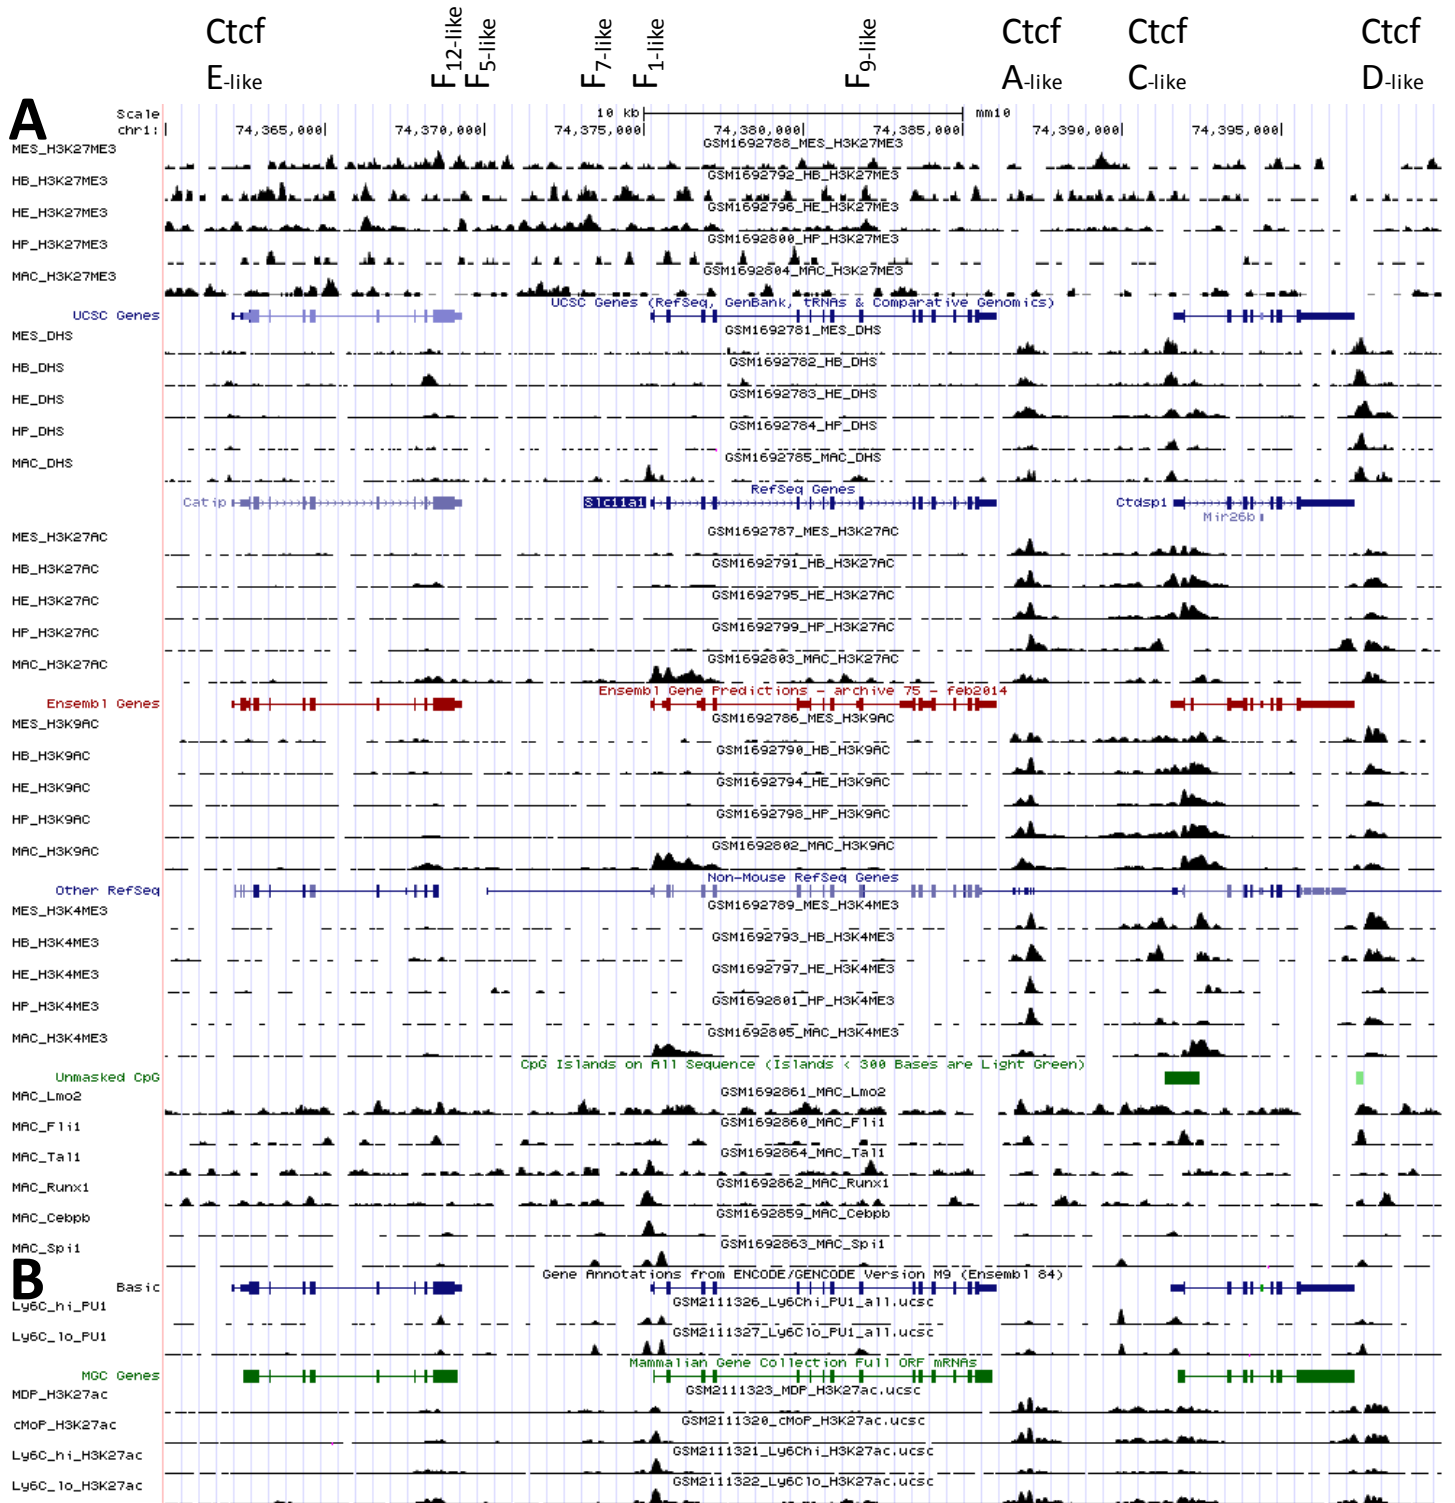 Ctcf
E-like
F12-like
F5-like
F7-like
F1-like
F9-like
Ctcf
A-like
Ctcf
C-like
Ctcf
D-like
A
Scale 10 kb mm10
chr1: 74,365,000 74,370,000 74,375,000 74,380,000 74,385,000 74,390,000 74,395,000
MES_H3K27ME3 GSM1692788_MES_H3K27ME3
HB_H3K27ME3 GSM1692792_HB_H3K27ME3
HE_H3K27ME3 GSM1692796_HE_H3K27ME3
HP_H3K27ME3 GSM1692800_HP_H3K27ME3
MAC_H3K27ME3 GSM1692804_MAC_H3K27ME3
UCSC Genes (RefSeq, GenBank, tRNAs & Comparative Genomics)
UCSC Genes
MES_DHS GSM1692781_MES_DHS
HB_DHS GSM1692782_HB_DHS
HE_DHS GSM1692783_HE_DHS
HP_DHS GSM1692784_HP_DHS
MAC_DHS GSM1692785_MAC_DHS
RefSeq Genes
Catip Slc11a1 Ctdsp1
Mir26b
MES_H3K27AC GSM1692787_MES_H3K27AC
HB_H3K27AC GSM1692791_HB_H3K27AC
HE_H3K27AC GSM1692795_HE_H3K27AC
HP_H3K27AC GSM1692799_HP_H3K27AC
MAC_H3K27AC GSM1692803_MAC_H3K27AC
Ensembl Gene Predictions - archive 75 - feb2014
Ensembl Genes
MES_H3K9AC GSM1692786_MES_H3K9AC
HB_H3K9AC GSM1692790_HB_H3K9AC
HE_H3K9AC GSM1692794_HE_H3K9AC
HP_H3K9AC GSM1692798_HP_H3K9AC
MAC_H3K9AC GSM1692802_MAC_H3K9AC
Non-Mouse RefSeq Genes
Other RefSeq
MES_H3K4ME3 GSM1692789_MES_H3K4ME3
HB_H3K4ME3 GSM1692793_HB_H3K4ME3
HE_H3K4ME3 GSM1692797_HE_H3K4ME3
HP_H3K4ME3 GSM1692801_HP_H3K4ME3
MAC_H3K4ME3 GSM1692805_MAC_H3K4ME3
CpG Islands on All Sequence (Islands < 300 Bases are Light Green)
Unmasked CpG
MAC_Lmo2 GSM1692861_MAC_Lmo2
MAC_Fli1 GSM1692860_MAC_Fli1
MAC_Tal1 GSM1692864_MAC_Tal1
MAC_Runx1 GSM1692862_MAC_Runx1
MAC_Cebpb GSM1692859_MAC_Cebpb
MAC_Spi1 GSM1692863_MAC_Spi1
B
Gene Annotations from ENCODE/GENCODE Version M9 (Ensembl 84)
Basic
Ly6C_hi_PU1 GSM2111326_Ly6Chi_PU1_all.ucsc
Ly6C_lo_PU1 GSM2111327_Ly6Clo_PU1_all.ucsc
Mammalian Gene Collection Full ORF mRNAs
MGC Genes
MDP_H3K27ac GSM2111323_MDP_H3K27ac.ucsc
cMoP_H3K27ac GSM2111320_cMoP_H3K27ac.ucsc
Ly6C_hi_H3K27ac GSM2111321_Ly6Chi_H3K27ac.ucsc
Ly6C_lo_H3K27ac GSM2111322_Ly6Clo_H3K27ac.ucsc